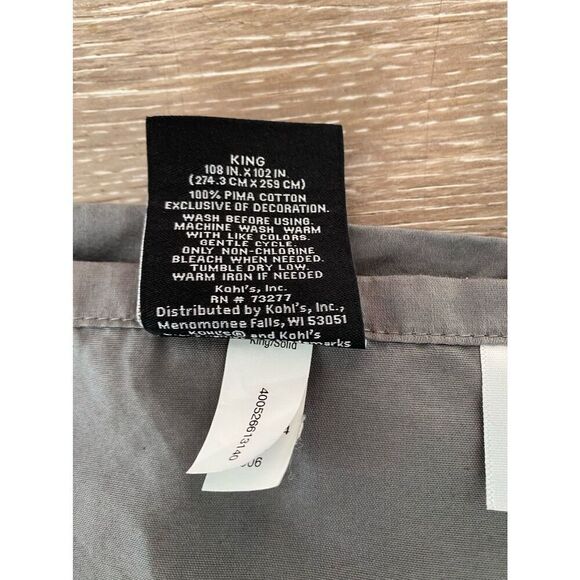 KING
108 IN. X 102 IN
(274.3 CM X 259 CM)
100% PIMA COTTON
EXCLUSIVE OF DECORATION.
WASH BEFORE USING.
MACHINE WASH WARM
WITH LIKE COLORS.
GENTLE CYCLE.
ONLY NON-CHLORINE
BLEACH WHEN NEEDED.
TUMBLE DRY LOW.
WARM IRON IF NEEDED
Kohl's, Inc.
RN # 73277
Distributed by Kohl's, Inc.,
Menomonee Falls, WI 53051
and Kohl's
King/Solid
400526613140